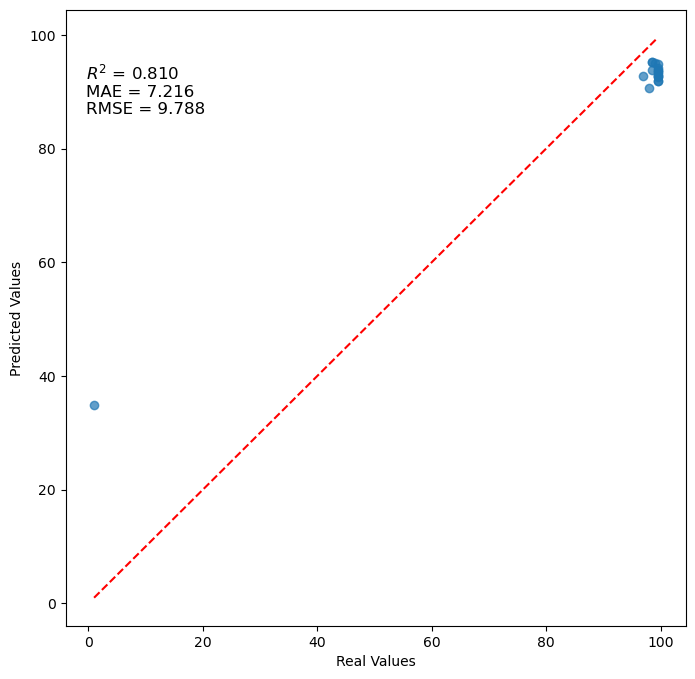 100
R² = 0.810
MAE = 7.216
RMSE = 9.788
80
60
40
20
0
Predicted Values
0 20 40 60 80 100
Real Values